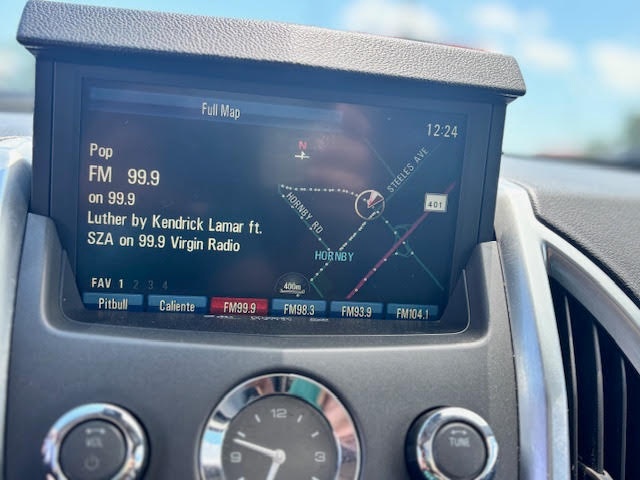 Full Map
12:24
Pop
FM 99.9
on 99.9
Luther by Kendrick Lamar ft.
SZA on 99.9 Virgin Radio
N
STEELES AVE
401
HORNBY RD
HORNBY
400m
FAV 1 2 3 4
Pitbull Caliente FM99.9 FM98.3 FM93.9 FM104.1
VOL
12
9 3
TUNE